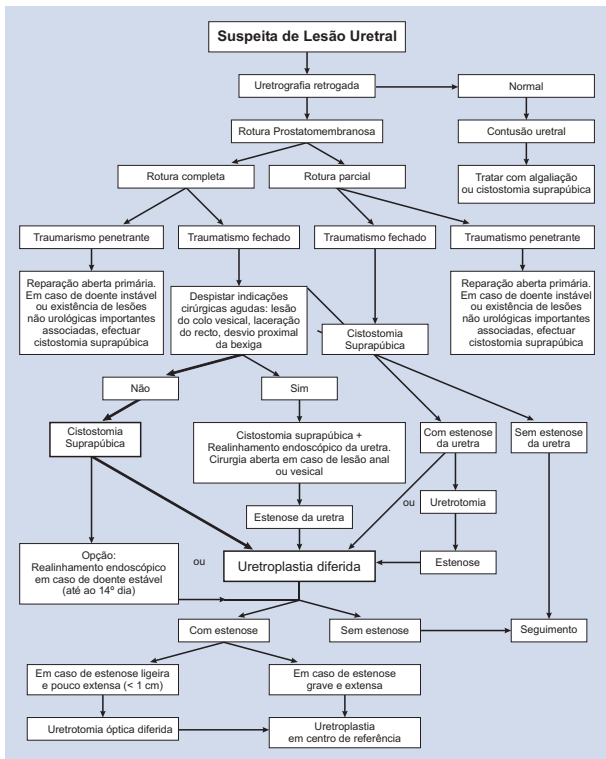 Suspeita de Lesão Uretral
Uretrografia retrogada
Normal
Rotura Prostatomembranosa
Contusão uretral
Rotura completa
Rotura parcial
Tratar com algaliação
ou cistostomia suprapúbica
Traumarismo penetrante
Traumatismo fechado
Traumatismo fechado
Traumatismo penetrante
Reparação aberta primária.
Em caso de doente instável
ou existência de lesões
não urológicas importantes
associadas, efectuar
cistostomia suprapúbica
Despistar indicações
cirúrgicas agudas: lesão
do colo vesical, laceração
do recto, desvio proximal
da bexiga
Cistostomia
Suprapúbica
Reparação aberta primária.
Em caso de doente instável
ou existência de lesões
não urológicas importantes
associadas, efectuar
cistostomia suprapúbica
Não
Sim
Cistostomia
Suprapúbica
Cistostomia suprapúbica +
Realinhamento endoscópico da uretra.
Cirurgia aberta em caso de lesão anal
ou vesical
Com estenose
da uretra
Sem estenose
da uretra
Estenose da uretra
ou
Uretrotomia
Opção:
Realinhamento endoscópico
em caso de doente estável
(até ao 14º dia)
ou
Uretroplastia diferida
Estenose
Com estenose
Sem estenose
Seguimento
Em caso de estenose ligeira
e pouco extensa (< 1 cm)
Em caso de estenose
grave e extensa
Uretrotomia óptica diferida
Uretroplastia
em centro de referência